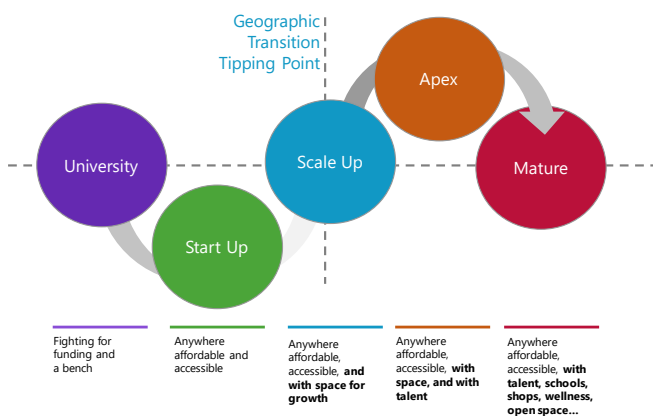 Geographic
Transition
Tipping Point
University
Start Up
Scale Up
Apex
Mature
Fighting for
funding and
a bench
Anywhere
affordable and
accessible
Anywhere
affordable,
accessible, and
with space for
growth
Anywhere
affordable,
accessible, with
space, and with
talent
Anywhere
affordable,
accessible, with
talent, schools,
shops, wellness,
open space...